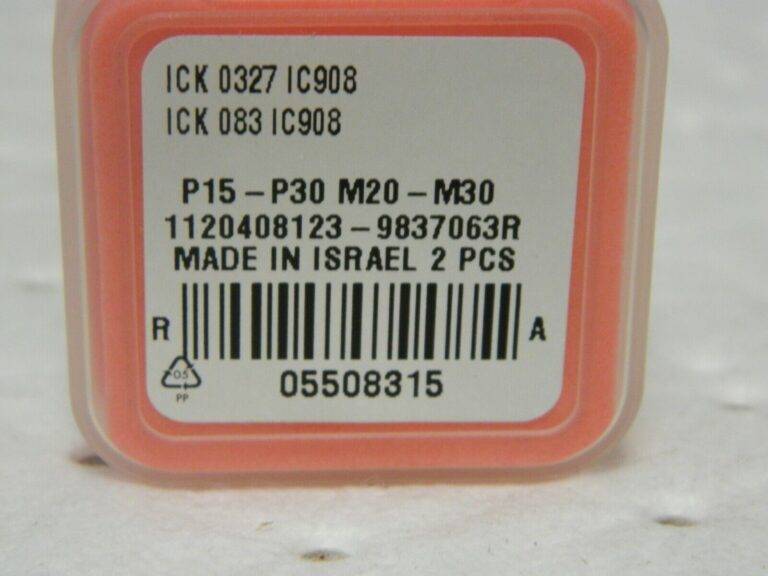 ICK 0327 IC908
ICK 083 IC908
P15 – P30 M20 – M30
1120408123 – 9837063R
MADE IN ISRAEL 2 PCS
R A
05
PP
05508315